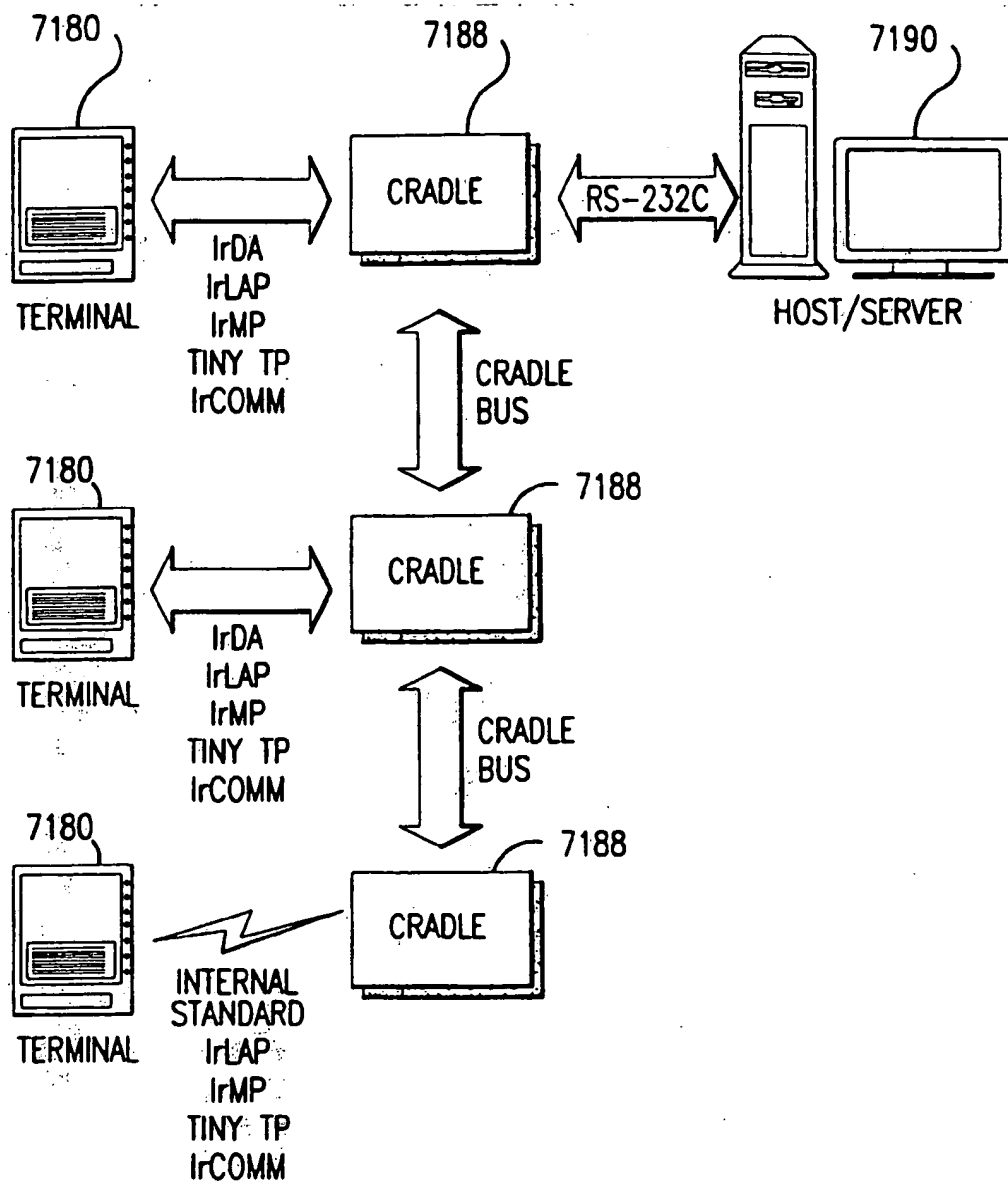 7180
7188
7190
CRADLE
RS-232C
IrDA
IrLAP
IrMP
TINY TP
IrCOMM
TERMINAL
HOST/SERVER
CRADLE
BUS
7180
7188
CRADLE
IrDA
IrLAP
IrMP
TINY TP
IrCOMM
TERMINAL
CRADLE
BUS
7180
7188
CRADLE
INTERNAL
STANDARD
IrLAP
IrMP
TINY TP
IrCOMM
TERMINAL